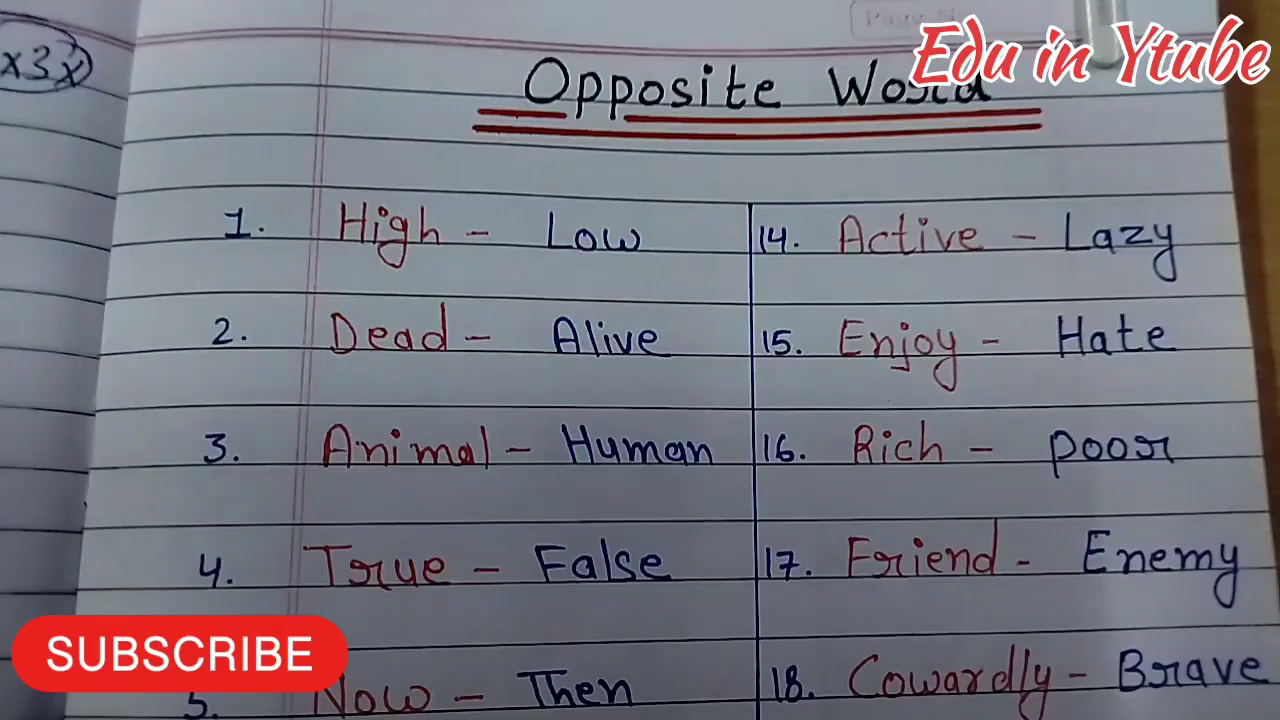 Edu in Ytube
x3x
Opposite Word
1. High - Low
2. Dead - Alive
3. Animal - Human
4. True - False
5. Now - Then
14. Active - Lazy
15. Enjoy - Hate
16. Rich - poor
17. Friend - Enemy
18. Cowardly - Brave
SUBSCRIBE